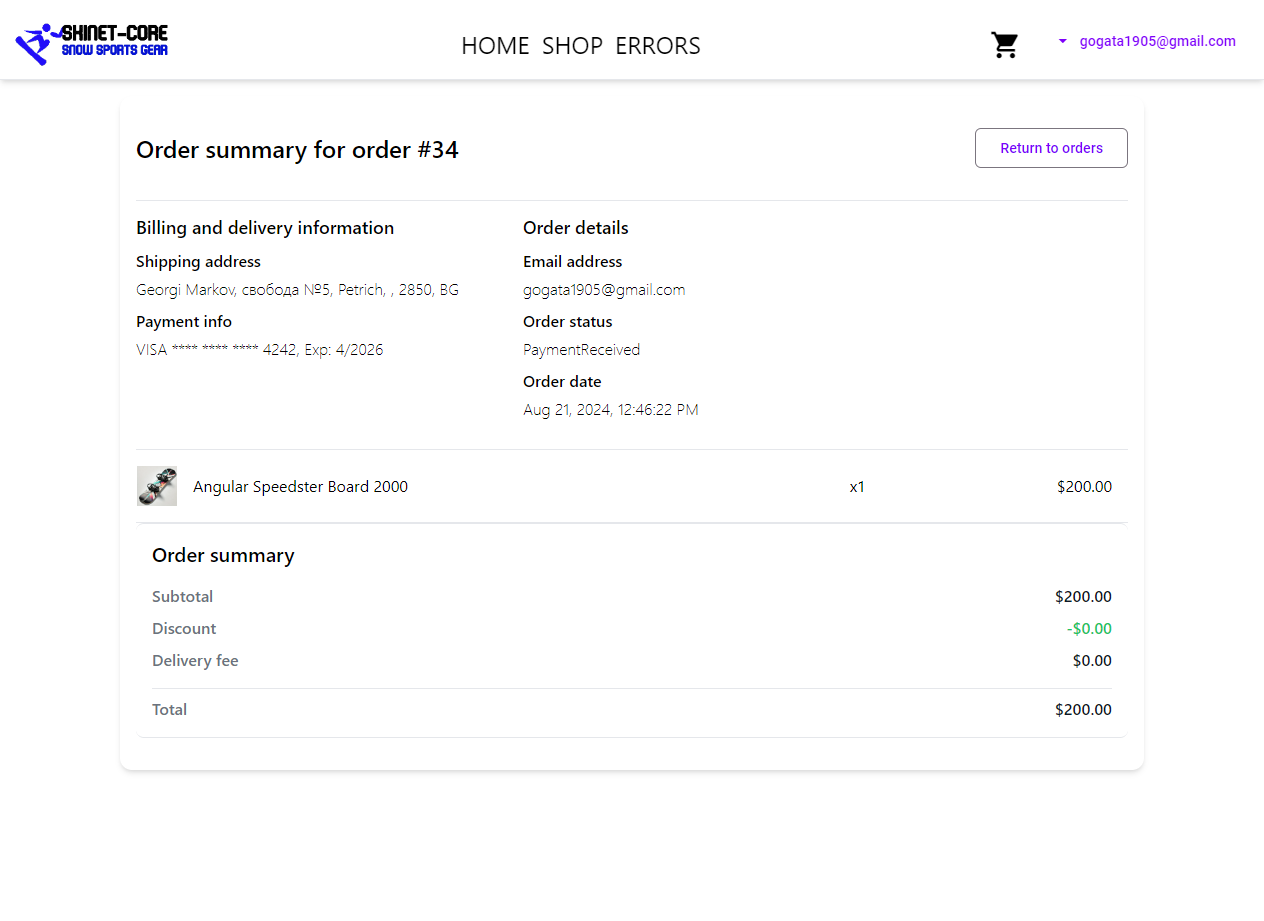 SKINET-CORE
SNOW SPORTS GEAR
HOME SHOP ERRORS
gogata1905@gmail.com
Order summary for order #34
Return to orders
Billing and delivery information
Shipping address
Georgi Markov, свобода №5, Petrich, , 2850, BG
Payment info
VISA **** **** **** 4242, Exp: 4/2026
Order details
Email address
gogata1905@gmail.com
Order status
PaymentReceived
Order date
Aug 21, 2024, 12:46:22 PM
Angular Speedster Board 2000 x1 $200.00
Order summary
Subtotal $200.00
Discount -$0.00
Delivery fee $0.00
Total $200.00